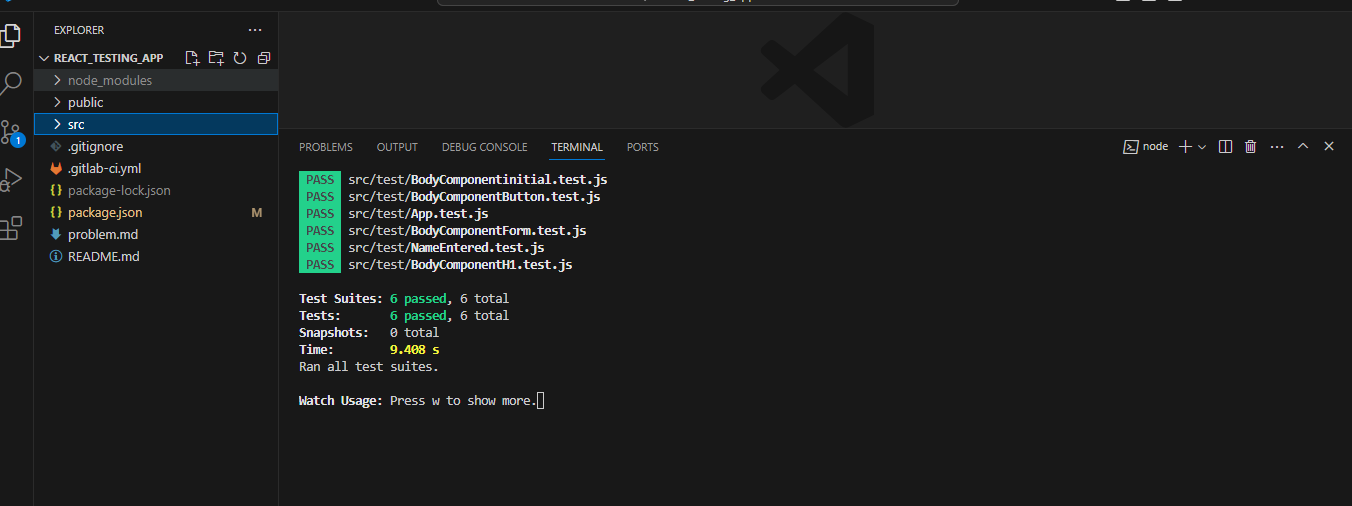 EXPLORER
REACT_TESTING_APP
node_modules
public
src
.gitignore
.gitlab-ci.yml
package-lock.json
package.json M
problem.md
README.md
1
PROBLEMS OUTPUT DEBUG CONSOLE TERMINAL PORTS
node
PASS src/test/BodyComponentinitial.test.js
PASS src/test/BodyComponentButton.test.js
PASS src/test/App.test.js
PASS src/test/BodyComponentForm.test.js
PASS src/test/NameEntered.test.js
PASS src/test/BodyComponentH1.test.js
Test Suites: 6 passed, 6 total
Tests: 6 passed, 6 total
Snapshots: 0 total
Time: 9.408 s
Ran all test suites.
Watch Usage: Press w to show more.